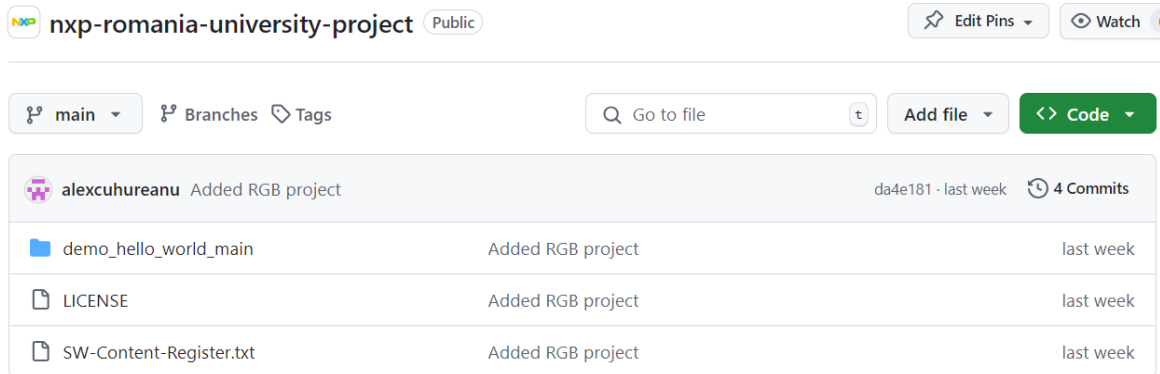 NXP nxp-romania-university-project Public Edit Pins Watch
main Branches Tags Go to file t Add file Code
alexcuhureanu Added RGB project da4e181 · last week 4 Commits
demo_hello_world_main Added RGB project last week
LICENSE Added RGB project last week
SW-Content-Register.txt Added RGB project last week